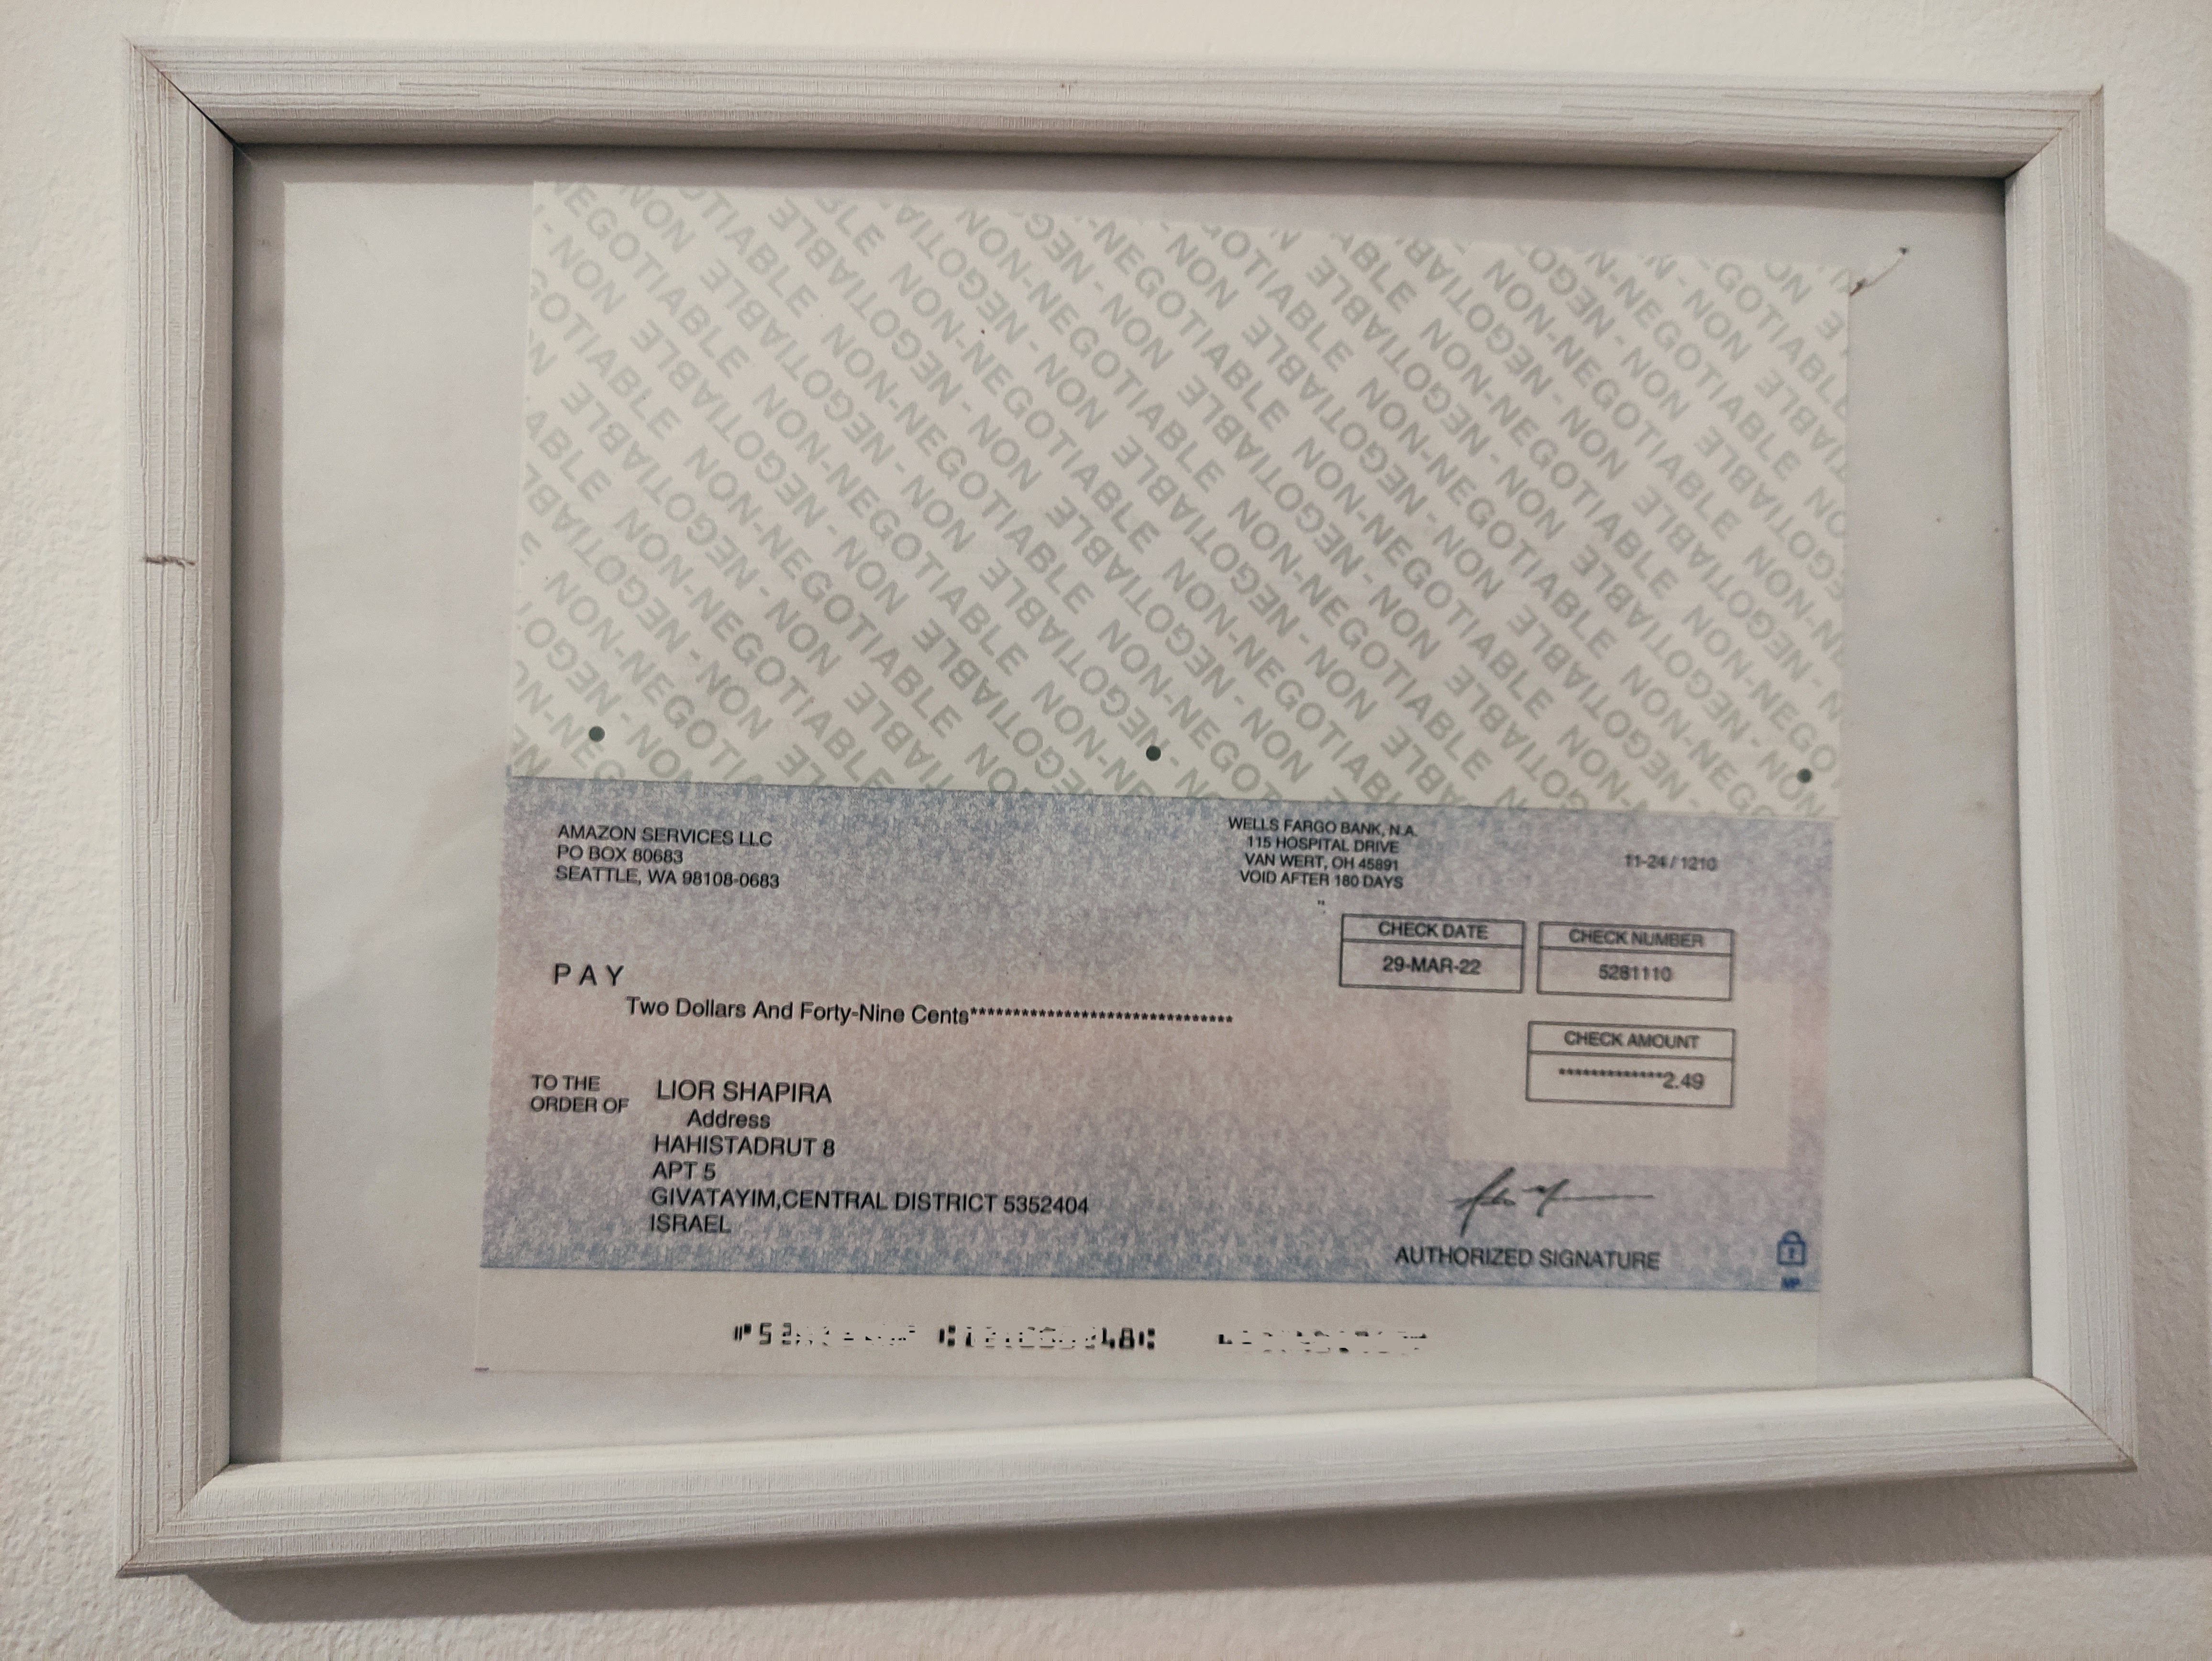 NON-NEGOTIABLE
AMAZON SERVICES LLC
PO BOX 80683
SEATTLE, WA 98108-0683
WELLS FARGO BANK, N.A.
115 HOSPITAL DRIVE
VAN WERT, OH 45891
VOID AFTER 180 DAYS
11-24 / 1210
CHECK DATE
29-MAR-22
CHECK NUMBER
5281110
PAY
Two Dollars And Forty-Nine Cents*******************************
CHECK AMOUNT
*************2.49
TO THE
ORDER OF
LIOR SHAPIRA
Address
HAHISTADRUT 8
APT 5
GIVATAYIM,CENTRAL DISTRICT 5352404
ISRAEL
AUTHORIZED SIGNATURE
MP